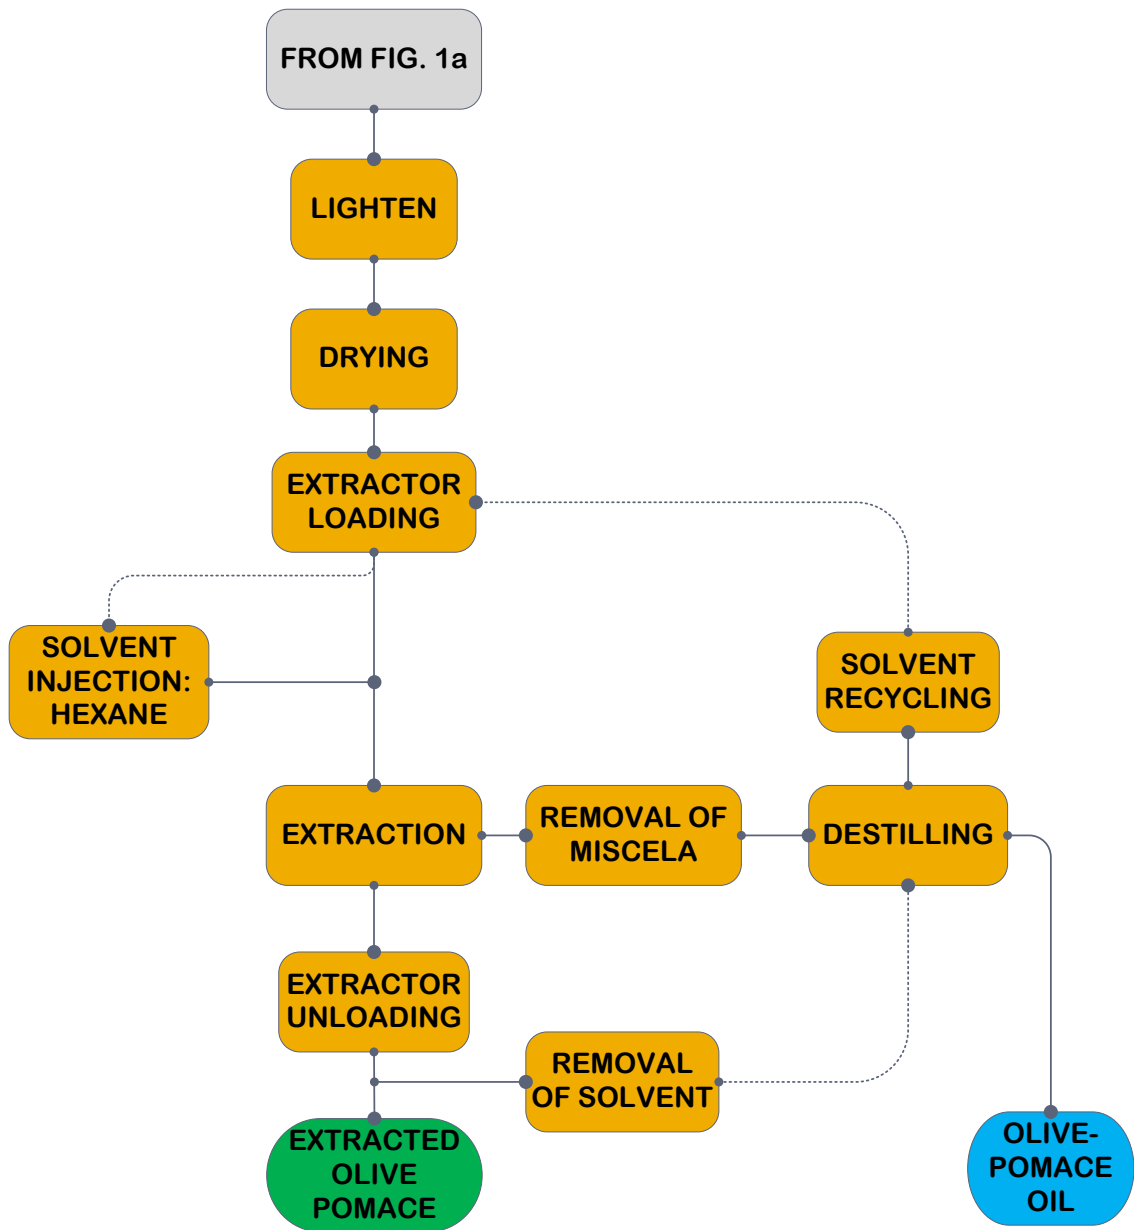 FROM FIG. 1a
LIGHTEN
DRYING
EXTRACTOR
LOADING
SOLVENT
INJECTION:
HEXANE
SOLVENT
RECYCLING
EXTRACTION
REMOVAL OF
MISCELA
DESTILLING
EXTRACTOR
UNLOADING
REMOVAL
OF SOLVENT
EXTRACTED
OLIVE
POMACE
OLIVE-
POMACE
OIL